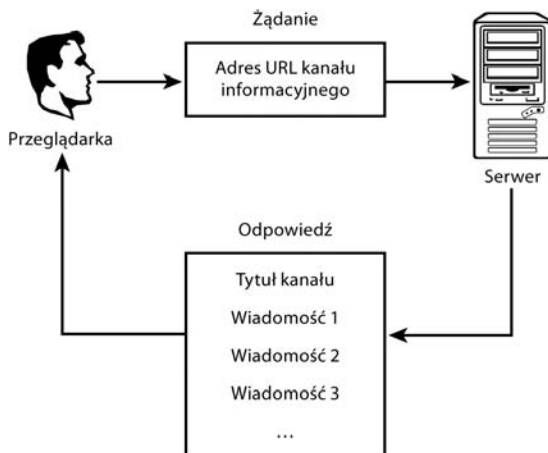 Żądanie
Adres URL kanału
informacyjnego
Przeglądarka
Serwer
Odpowiedź
Tytuł kanału
Wiadomość 1
Wiadomość 2
Wiadomość 3
...